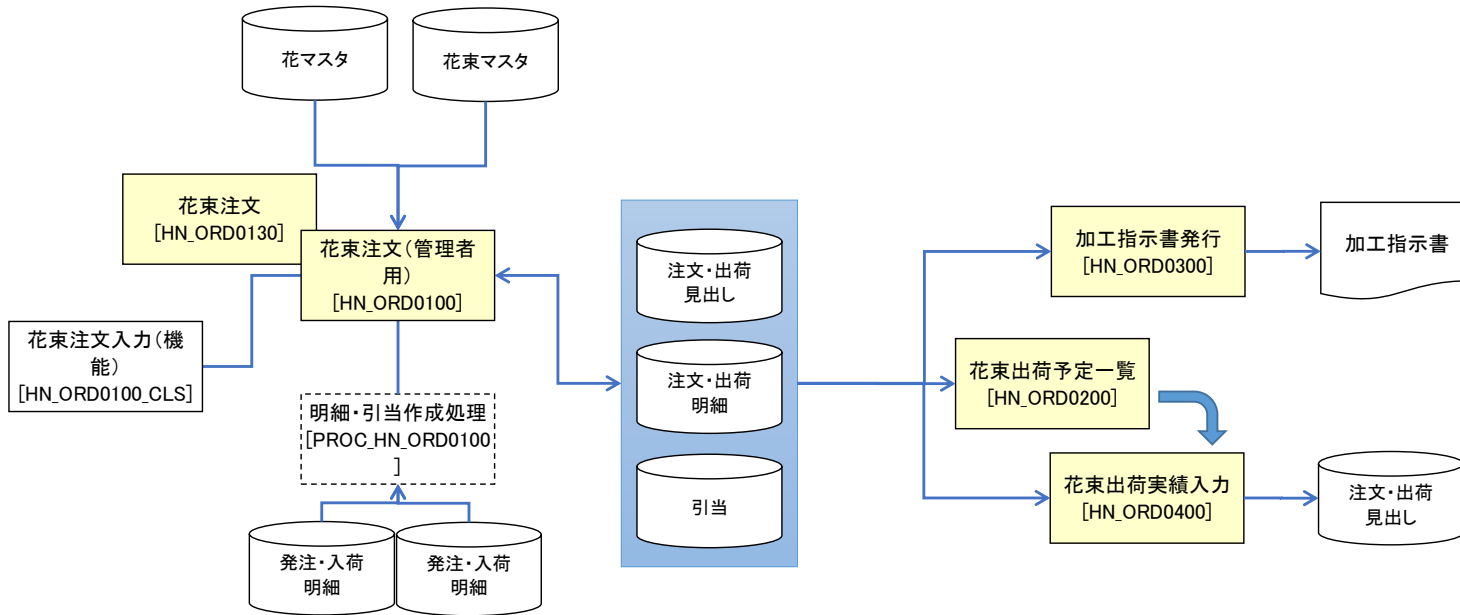 花マスタ
花束マスタ
花束注文
[HN_ORD0130]
花束注文(管理者
用)
[HN_ORD0100]
花束注文入力(機
能)
[HN_ORD0100_CLS]
明細・引当作成処理
[PROC_HN_ORD0100
]
発注・入荷
明細
発注・入荷
明細
注文・出荷
見出し
注文・出荷
明細
引当
加工指示書発行
[HN_ORD0300]
加工指示書
花束出荷予定一覧
[HN_ORD0200]
花束出荷実績入力
[HN_ORD0400]
注文・出荷
見出し